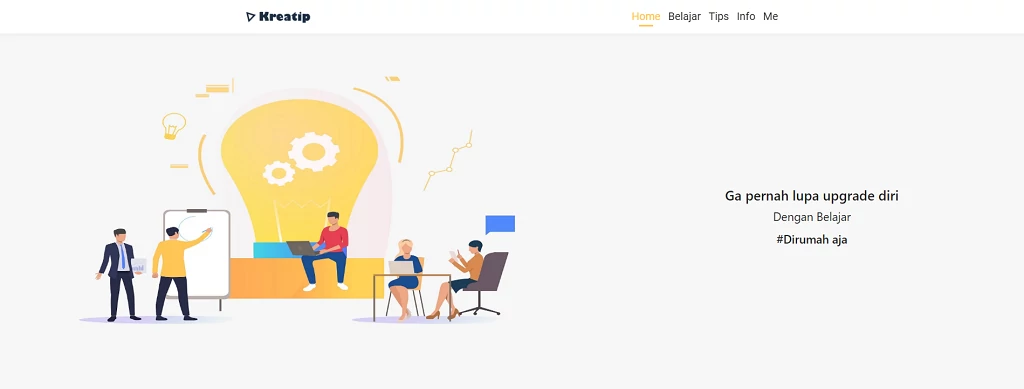 Kreatip
Home Belajar Tips Info Me
Ga pernah lupa upgrade diri
Dengan Belajar
#Dirumah aja